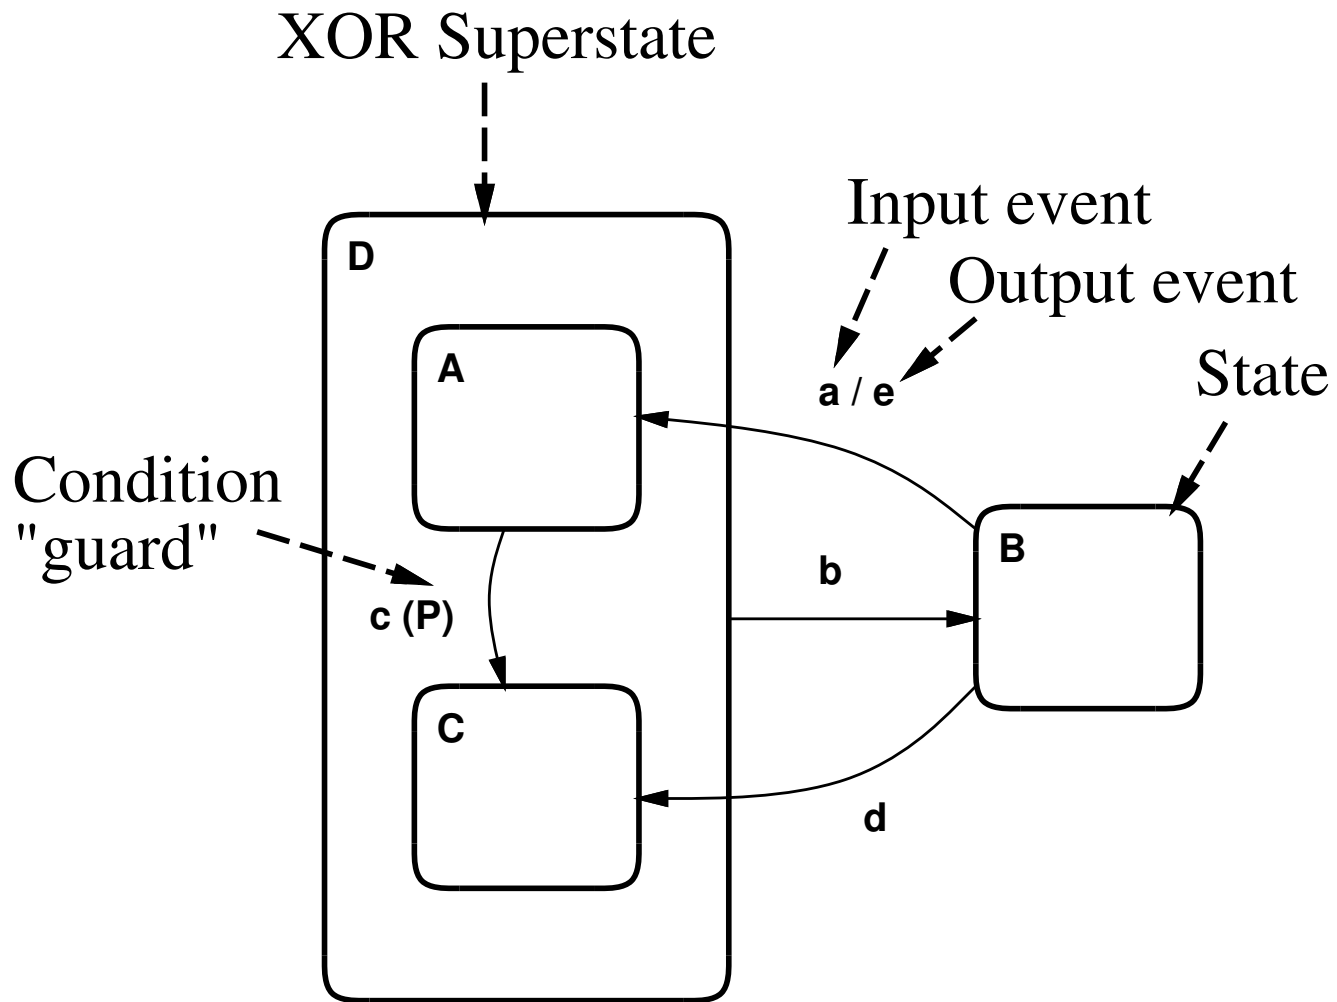 XOR Superstate
Input event
Output event
D
State
A
a / e
Condition
"guard"
B
b
c (P)
C
d